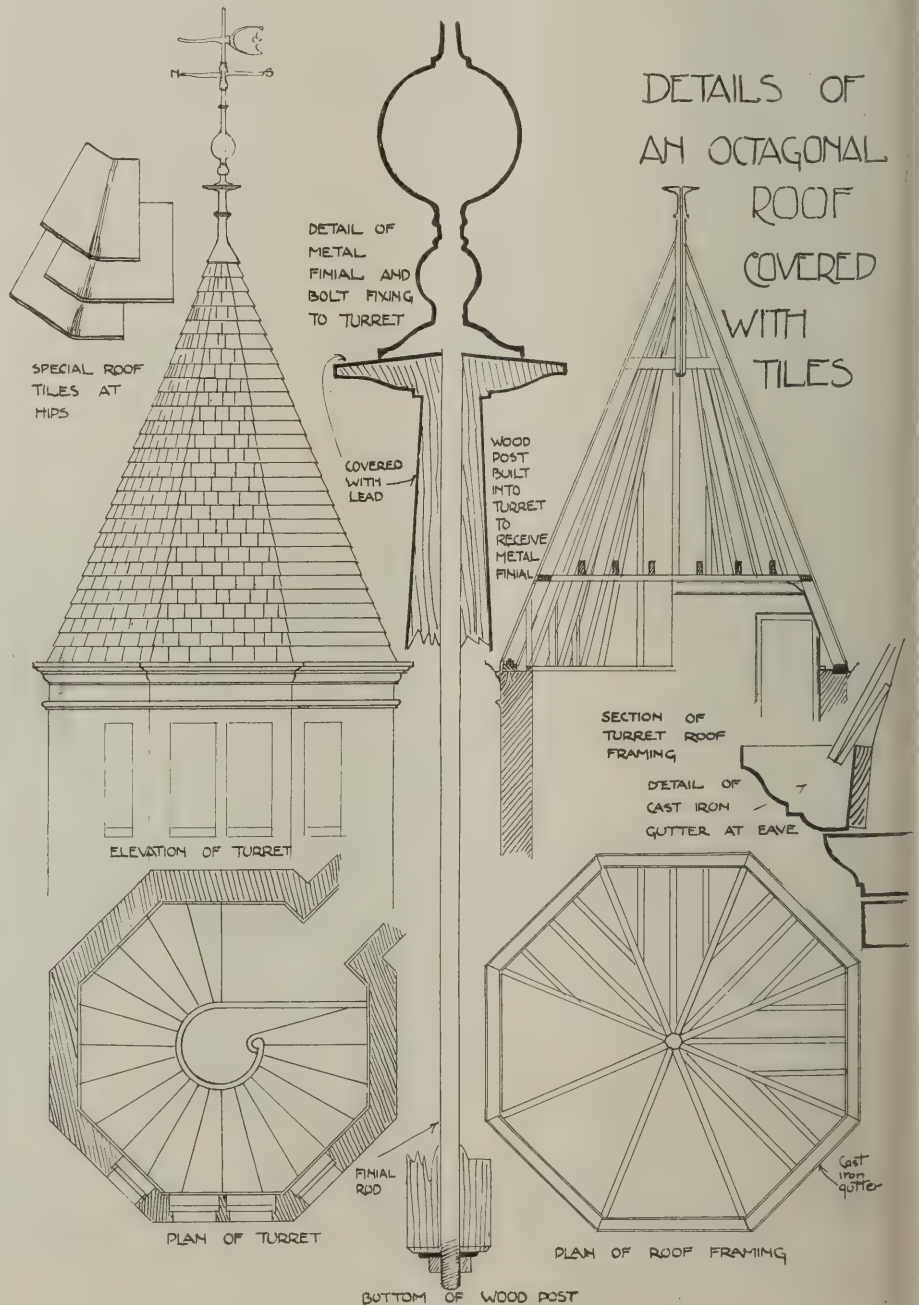 N S
DETAILS OF
AN OCTAGONAL
ROOF
COVERED
WITH
TILES
DETAIL OF
METAL
FINIAL AND
BOLT FIXING
TO TURRET
SPECIAL ROOF
TILES AT
HIPS
COVERED
WITH
LEAD
WOOD
POST
BUILT
INTO
TURRET
TO
RECEIVE
METAL
FINIAL
SECTION OF
TURRET ROOF
FRAMING
DETAIL OF
CAST IRON
GUTTER AT EAVE
ELEVATION OF TURRET
FINIAL
ROD
Cast
iron
gutter
PLAN OF TURRET
PLAN OF ROOF FRAMING
BOTTOM OF WOOD POST